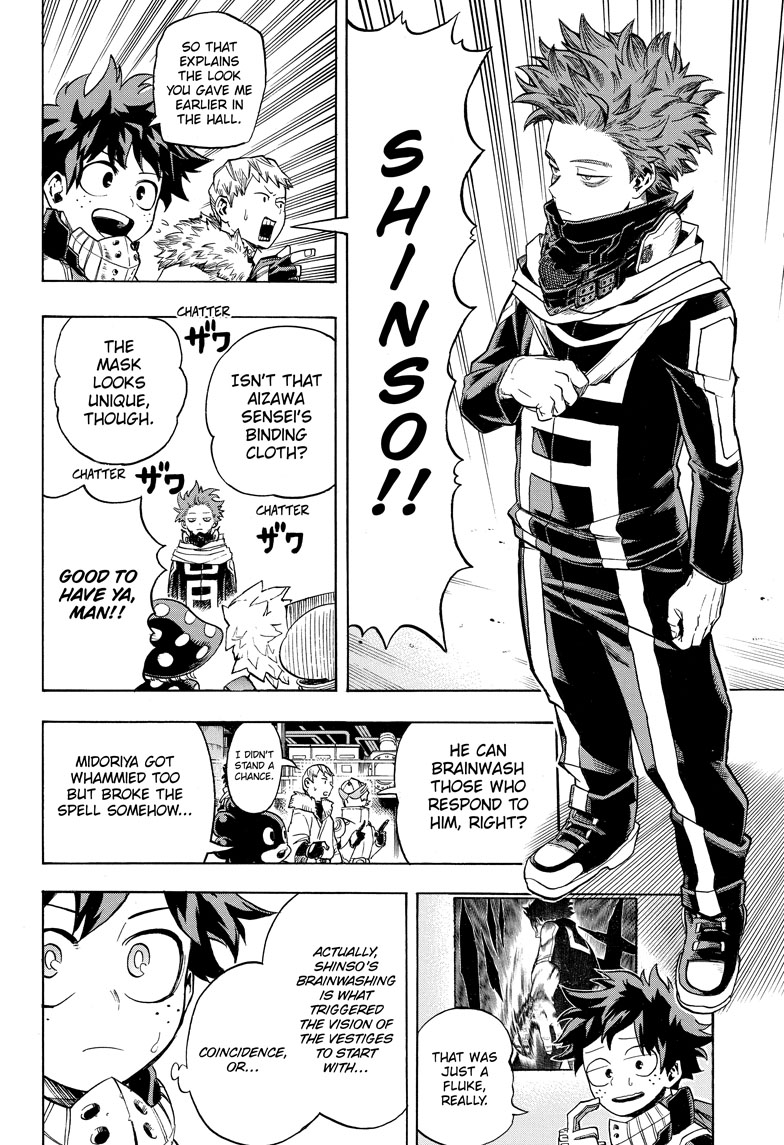 SHINSO!!
SO THAT
EXPLAINS
THE LOOK
YOU GAVE ME
EARLIER IN
THE HALL.
CHATTER
ザワ
ISN'T THAT
AIZAWA
SENSEI'S
BINDING
CLOTH?
THE
MASK
LOOKS
UNIQUE,
THOUGH.
CHATTER
ザワ
CHATTER
ザワ
GOOD TO
HAVE YA,
MAN!!
HE CAN
BRAINWASH
THOSE WHO
RESPOND TO
HIM, RIGHT?
I DIDN'T
STAND A
CHANCE.
MIDORIYA GOT
WHAMMIED TOO
BUT BROKE THE
SPELL SOMEHOW...
THAT WAS
JUST A
FLUKE,
REALLY.
ACTUALLY,
SHINSO'S
BRAINWASHING
IS WHAT
TRIGGERED
THE VISION OF
THE VESTIGES
TO START
WITH...
COINCIDENCE,
OR...